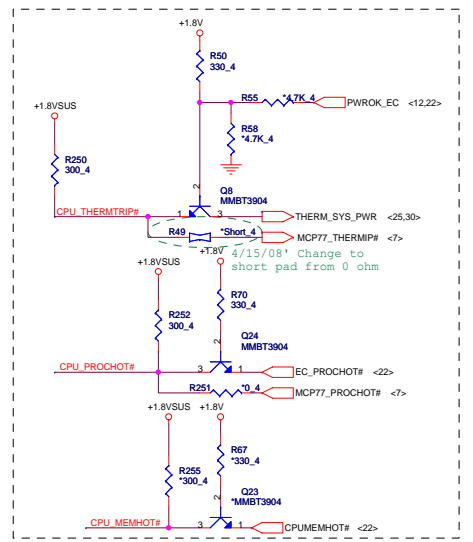 +1.8V
R50
330_4
R55 *4.7K_4
PWROK_EC <12,22>
+1.8VSUS
R58
*4.7K_4
R250
300_4
2
Q8
MMBT3904
CPU_THERMTRIP#
1
3
THERM_SYS_PWR <25,30>
R49
*Short_4
MCP77_THERMIP# <7>
4/15/08' Change to
short pad from 0 ohm
+1.8VSUS
+1.8V
R70
330_4
R252
300_4
2
Q24
MMBT3904
CPU_PROCHOT#
3
1
EC_PROCHOT# <22>
R251
*0_4
MCP77_PROCHOT# <7>
+1.8VSUS
+1.8V
R67
*330_4
R255
*300_4
2
Q23
*MMBT3904
CPU_MEMHOT#
3
1
CPUMEMHOT# <22>